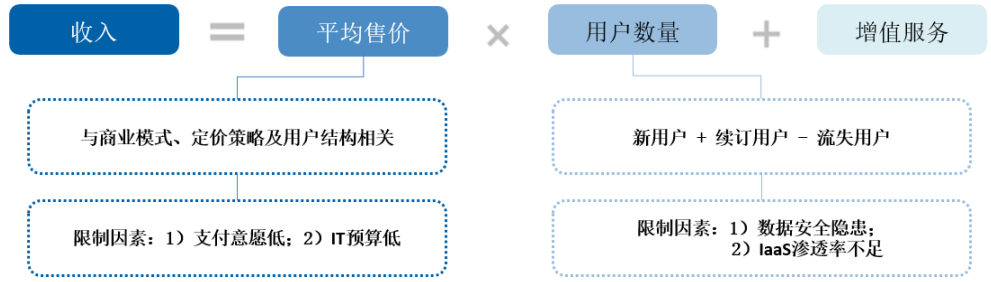 收入 = 平均售价 × 用户数量 + 增值服务
与商业模式、定价策略及用户结构相关
新用户 + 续订用户 - 流失用户
限制因素：1）支付意愿低；2）IT预算低
限制因素：1）数据安全隐患；
2）IaaS渗透率不足